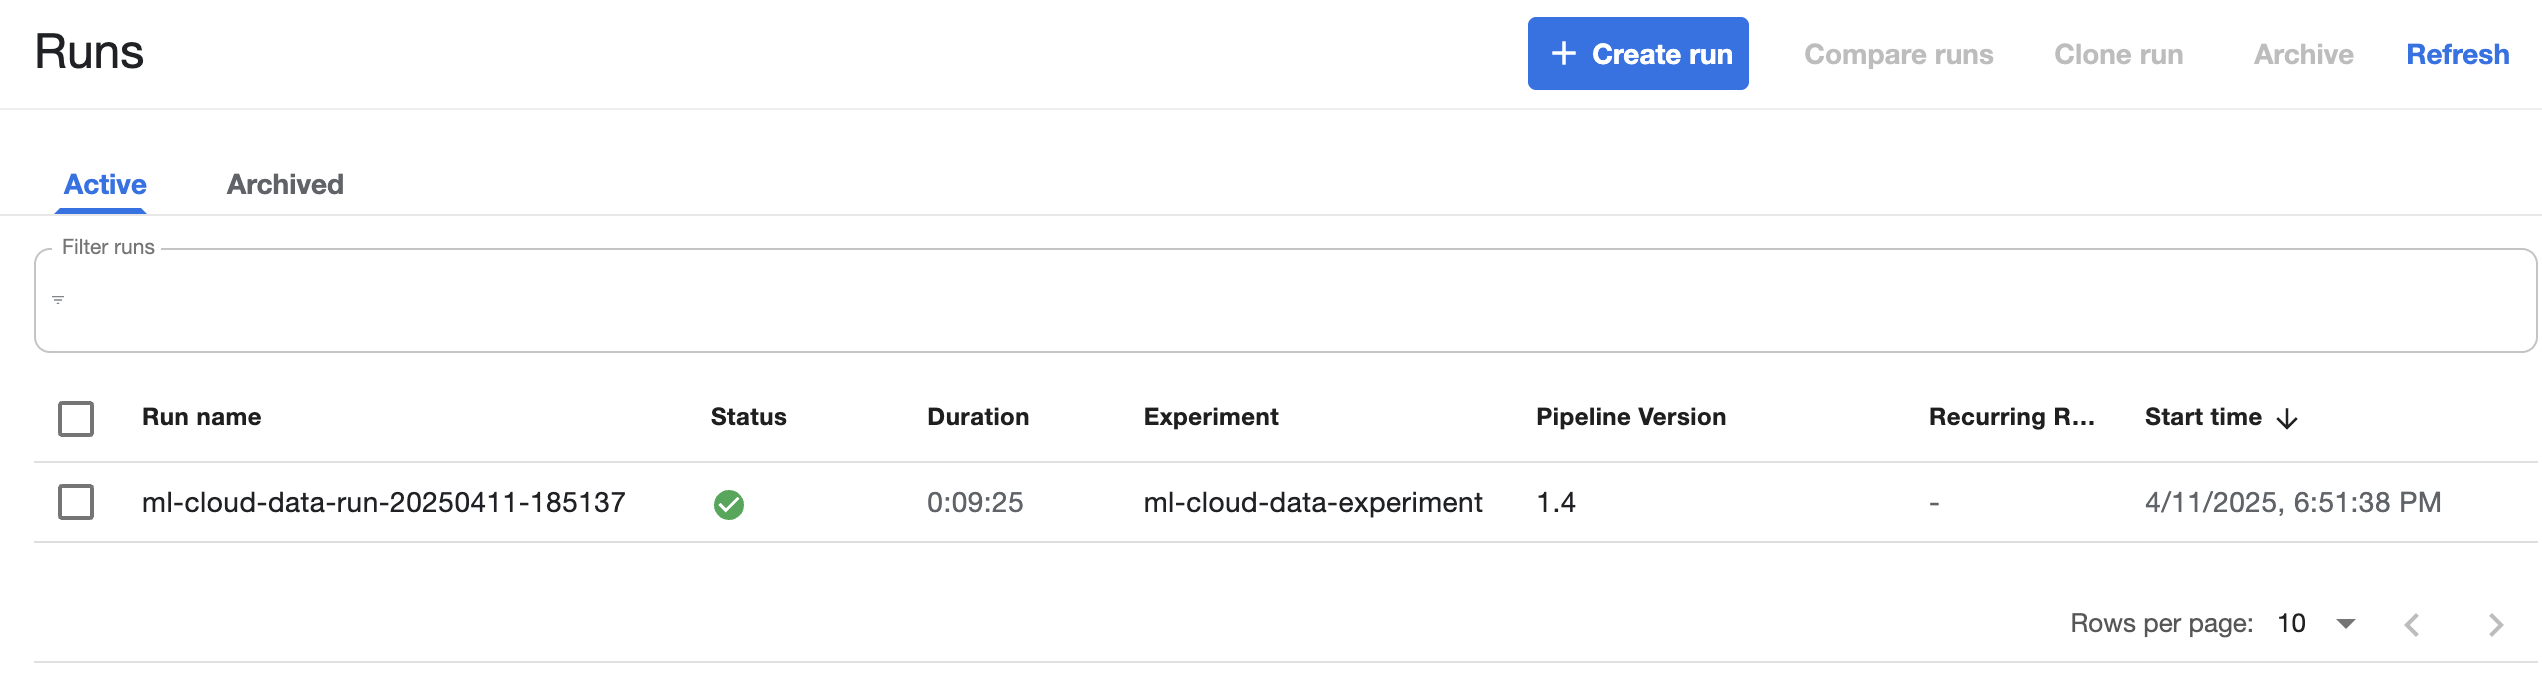 Runs
+ Create run Compare runs Clone run Archive Refresh
Active Archived
Filter runs
Run name Status Duration Experiment Pipeline Version Recurring R... Start time ↓
ml-cloud-data-run-20250411-185137 0:09:25 ml-cloud-data-experiment 1.4 - 4/11/2025, 6:51:38 PM
Rows per page: 10